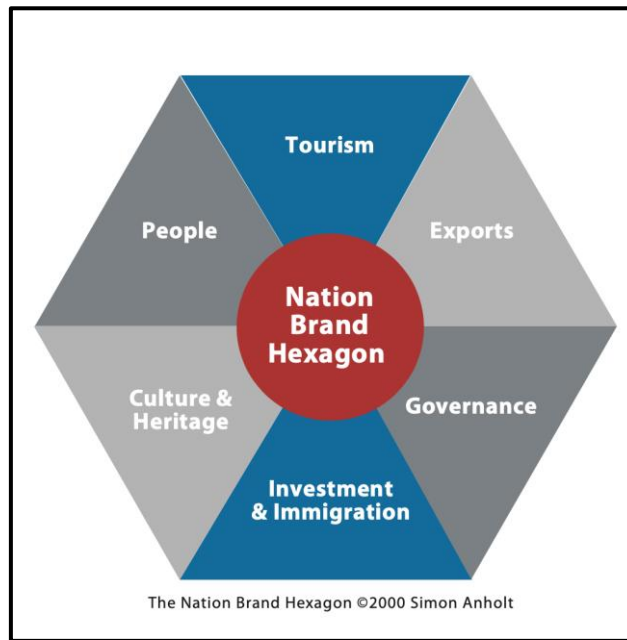 Tourism
People
Exports
Nation
Brand
Hexagon
Culture &
Heritage
Governance
Investment
& Immigration
The Nation Brand Hexagon ©2000 Simon Anholt